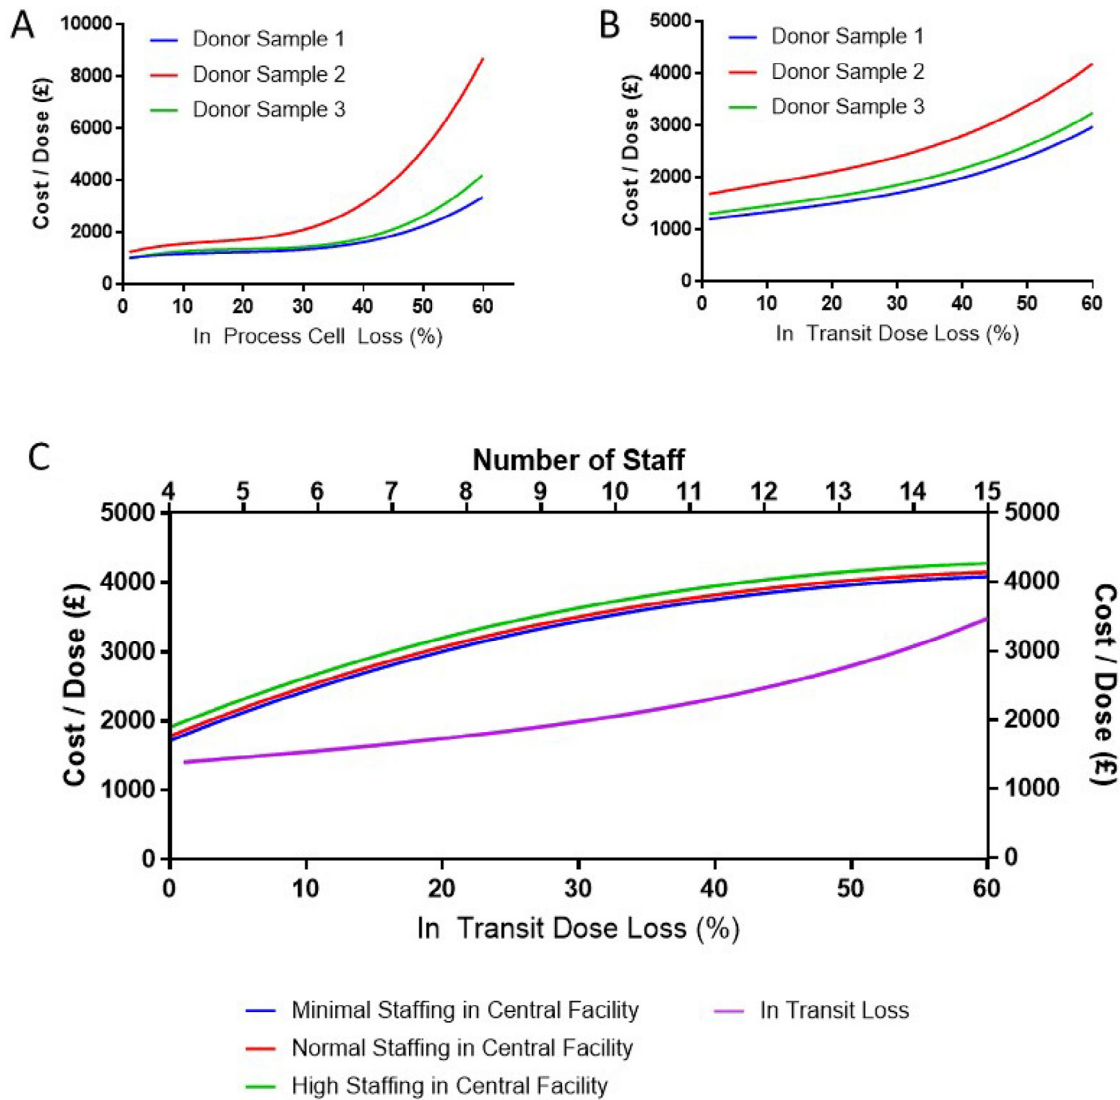 A
Cost / Dose (£)
10000
8000
6000
4000
2000
0
Donor Sample 1
Donor Sample 2
Donor Sample 3
0 10 20 30 40 50 60
In Process Cell Loss (%)
B
Cost / Dose (£)
5000
4000
3000
2000
1000
0
Donor Sample 1
Donor Sample 2
Donor Sample 3
0 10 20 30 40 50 60
In Transit Dose Loss (%)
C
Number of Staff
4 5 6 7 8 9 10 11 12 13 14 15
Cost / Dose (£)
5000
4000
3000
2000
1000
0
5000
4000
3000
2000
1000
0
Cost / Dose (£)
0 10 20 30 40 50 60
In Transit Dose Loss (%)
Minimal Staffing in Central Facility
Normal Staffing in Central Facility
High Staffing in Central Facility
In Transit Loss